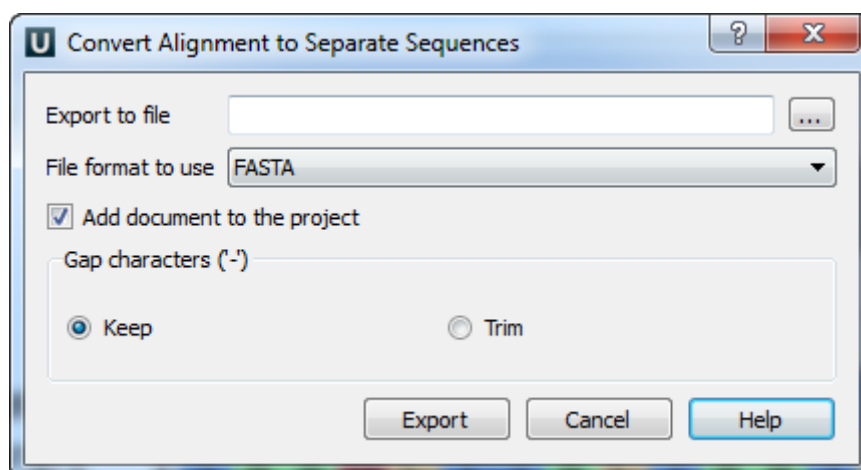 U Convert Alignment to Separate Sequences ? X
Export to file ...
File format to use FASTA
Add document to the project
Gap characters ('-')
Keep Trim
Export Cancel Help